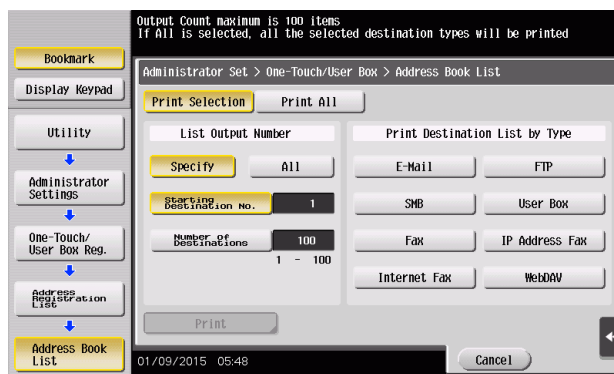 Output Count maximum is 100 items
If All is selected, all the selected destination types will be printed
Bookmark
Display Keypad
Utility
Administrator
Settings
One-Touch/
User Box Reg.
Address
Registration
List
Address Book
List
Administrator Set > One-Touch/User Box > Address Book List
Print Selection
Print All
List Output Number
Specify
All
Starting
Destination No.
1
Number of
Destinations
100
1 - 100
Print Destination List by Type
E-Mail
FTP
SMB
User Box
Fax
IP Address Fax
Internet Fax
WebDAV
Print
01/09/2015 05:48
Cancel